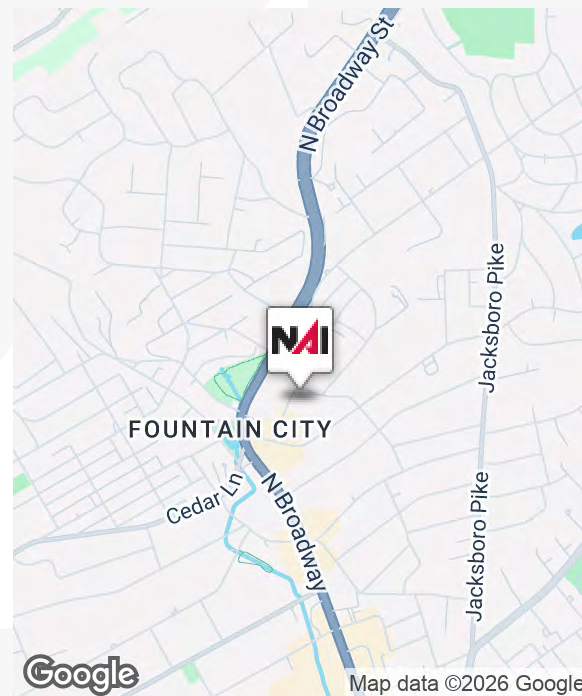 N Broadway St
Jacksboro Pike
NAI
FOUNTAIN CITY
Cedar Ln
N Broadway
Jacksboro Pike
Google
Map data ©2026 Google